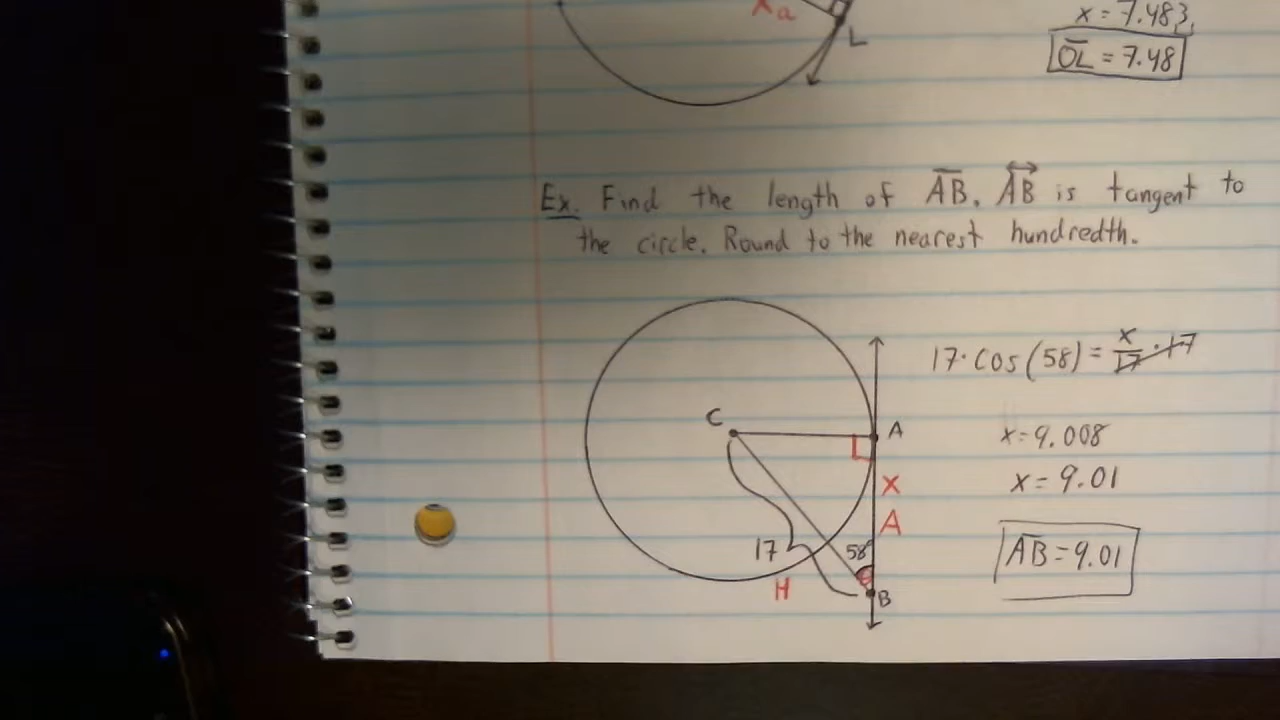 Xa
L
x = 7.483
OL = 7.48
Ex. Find the length of AB. AB is tangent to
the circle. Round to the nearest hundredth.
17·cos(58) = x/17·17
C
A
x = 9.008
X
x = 9.01
A
17
58°
AB = 9.01
H
θ
B